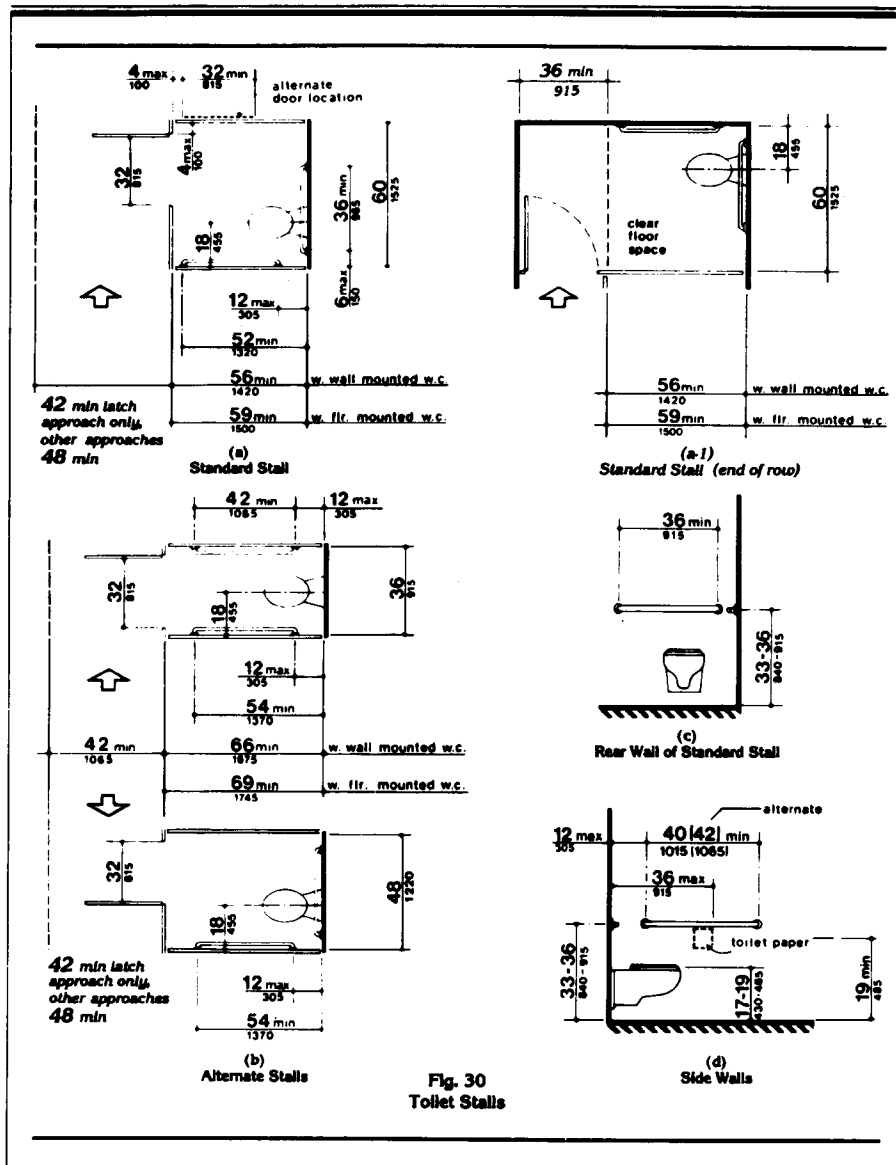 4 max
100
32 min
815
alternate
door location
32
815
4 max
100
18
455
36 min
965
60
1525
6 max
150
12 max
305
52 min
1320
56 min
1420
w. wall mounted w.c.
59 min
1500
w. flr. mounted w.c.
42 min latch
approach only,
other approaches
48 min
(a)
Standard Stall
36 min
915
18
455
60
1525
clear
floor
space
56 min
1420
w. wall mounted w.c.
59 min
1500
w. flr. mounted w.c.
(a-1)
Standard Stall (end of row)
42 min
1065
12 max
305
32
815
18
455
36
915
12 max
305
54 min
1370
42 min
1065
66 min
1675
w. wall mounted w.c.
69 min
1745
w. flr. mounted w.c.
32
815
18
455
48
1220
42 min latch
approach only,
other approaches
48 min
12 max
305
54 min
1370
(b)
Alternate Stalls
36 min
915
33-36
840-915
(c)
Rear Wall of Standard Stall
alternate
12 max
305
40 (42) min
1015 (1065)
36 max
915
toilet paper
33-36
840-915
17-19
430-485
19 min
485
(d)
Side Walls
Fig. 30
Toilet Stalls